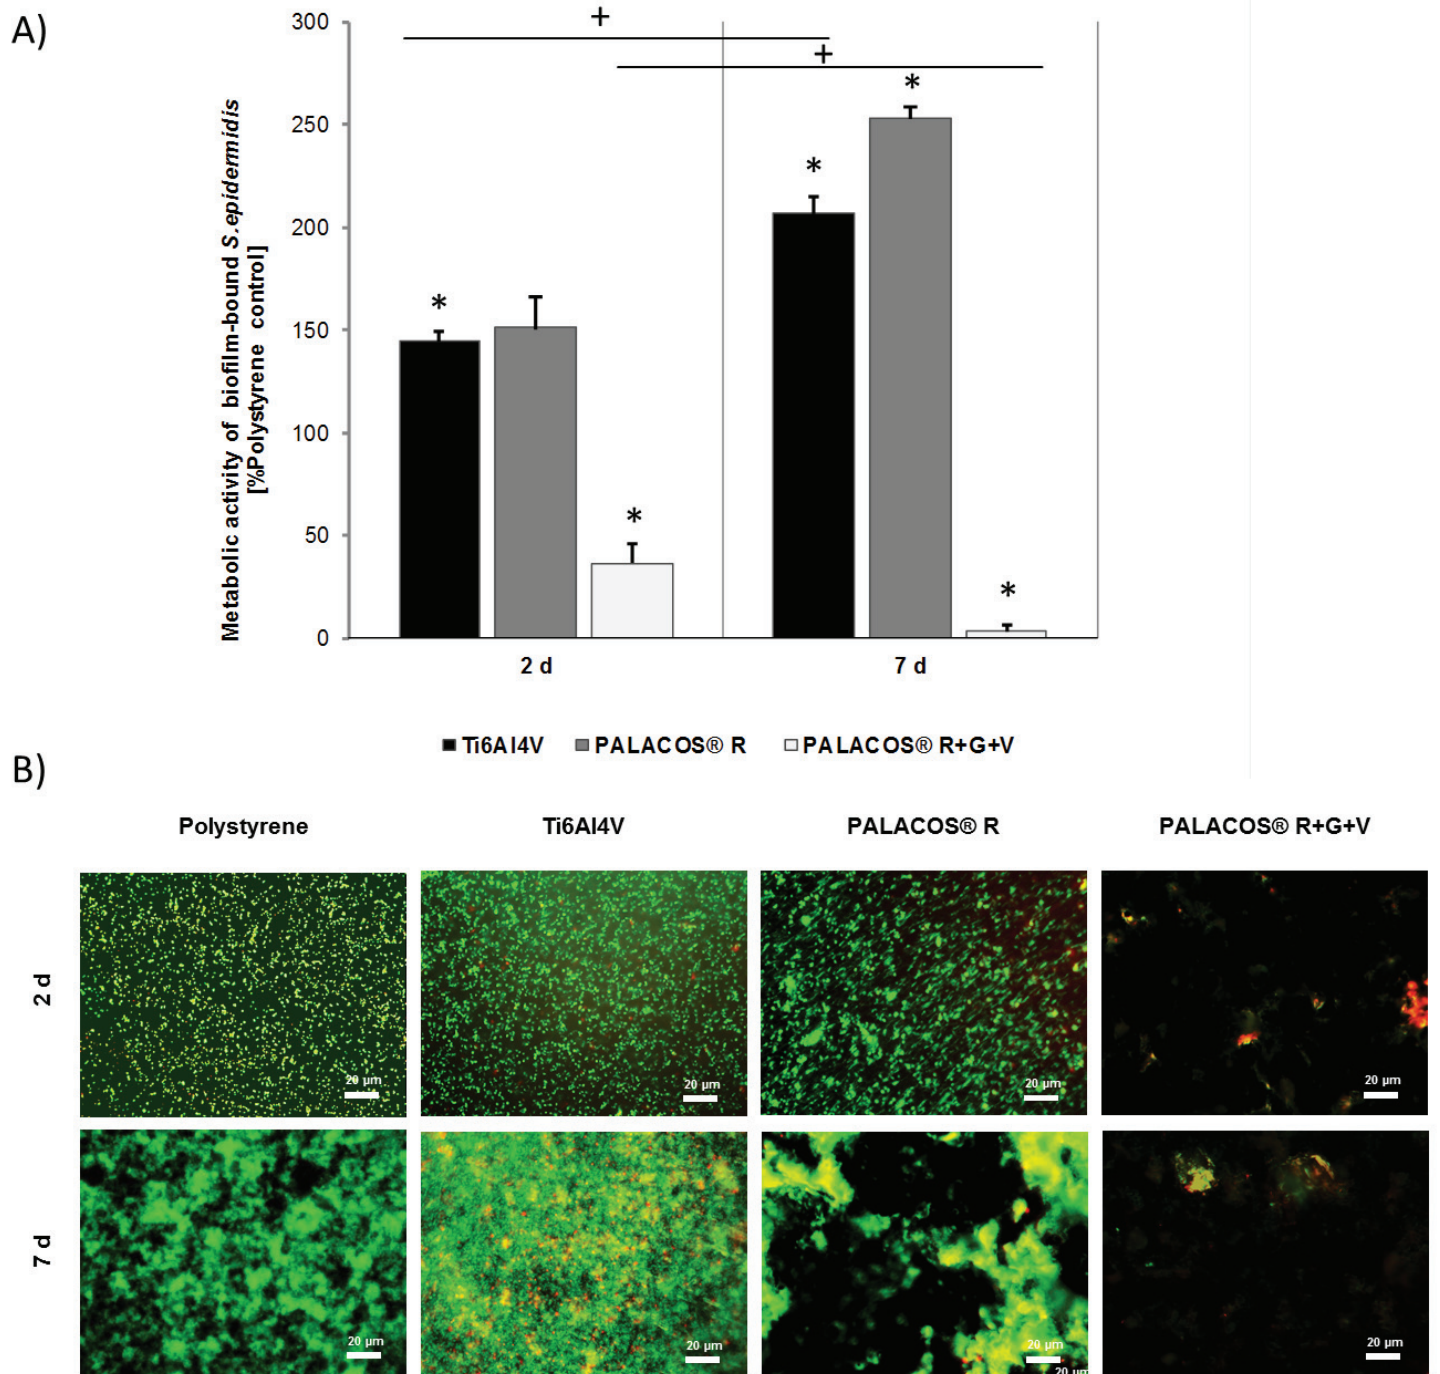 A)
300
250
200
150
100
50
0
Metabolic activity of biofilm-bound S.epidermidis
[%Polystyrene control]
+
+
*
*
*
*
*
2 d
7 d
Ti6Al4V
PALACOS® R
PALACOS® R+G+V
B)
Polystyrene
Ti6Al4V
PALACOS® R
PALACOS® R+G+V
2 d
20 µm
20 µm
20 µm
20 µm
7 d
20 µm
20 µm
20 µm
20 µm
20 µm